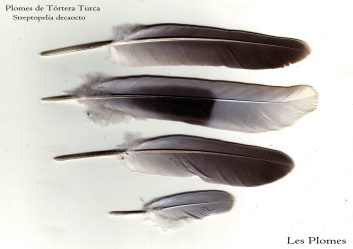 Plomes de Tórtera Turca
Streptopelia decaocto
Les Plomes